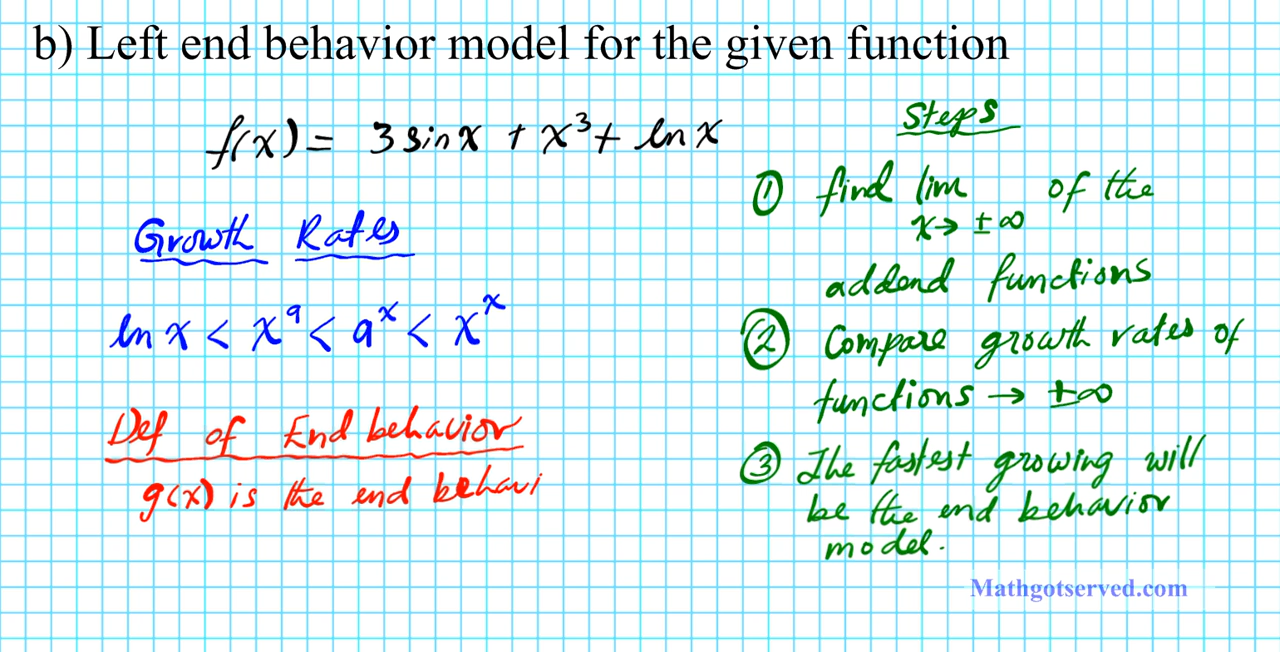 b) Left end behavior model for the given function
f(x) = 3 sin x + x³ + ln x
Growth Rates
ln x < xᵃ < aˣ < xˣ
Def of End behavior
g(x) is the end behavi
Steps
① find lim of the
x→ ±∞
addend functions
② Compare growth rates of
functions → ±∞
③ The fastest growing will
be the end behavior
model.
Mathgotserved.com